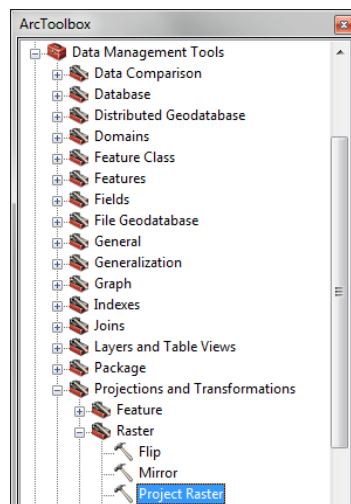 ArcToolbox
Data Management Tools
Data Comparison
Database
Distributed Geodatabase
Domains
Feature Class
Features
Fields
File Geodatabase
General
Generalization
Graph
Indexes
Joins
Layers and Table Views
Package
Projections and Transformations
Feature
Raster
Flip
Mirror
Project Raster